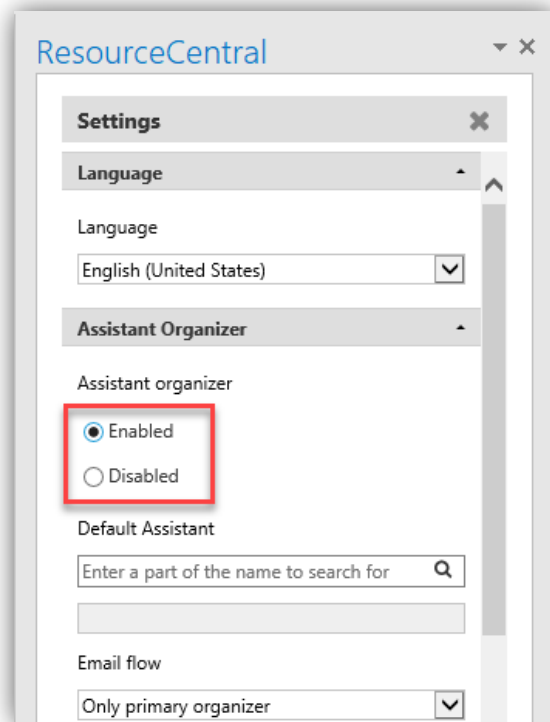 ResourceCentral
Settings
Language
Language
English (United States)
Assistant Organizer
Assistant organizer
Enabled
Disabled
Default Assistant
Enter a part of the name to search for
Email flow
Only primary organizer